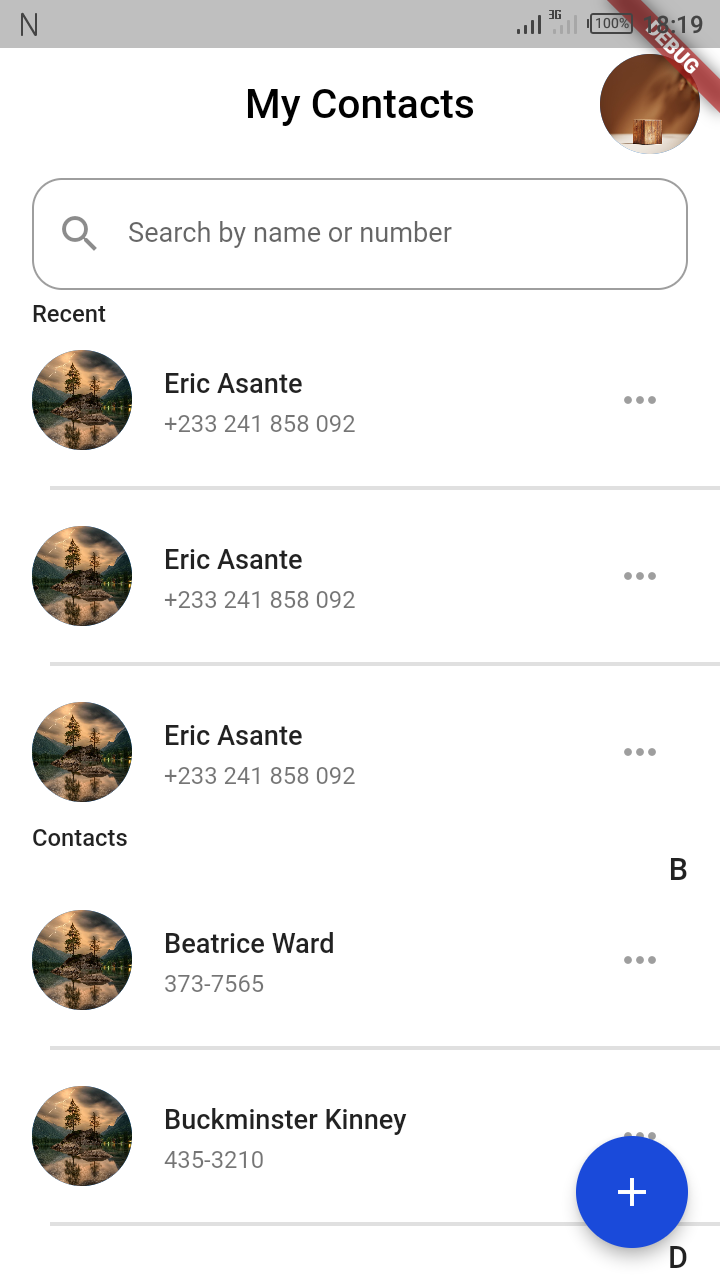 N 3G 100% 18:19
DEBUG
My Contacts
Search by name or number
Recent
Eric Asante
+233 241 858 092
Eric Asante
+233 241 858 092
Eric Asante
+233 241 858 092
Contacts
B
Beatrice Ward
373-7565
Buckminster Kinney
435-3210
D